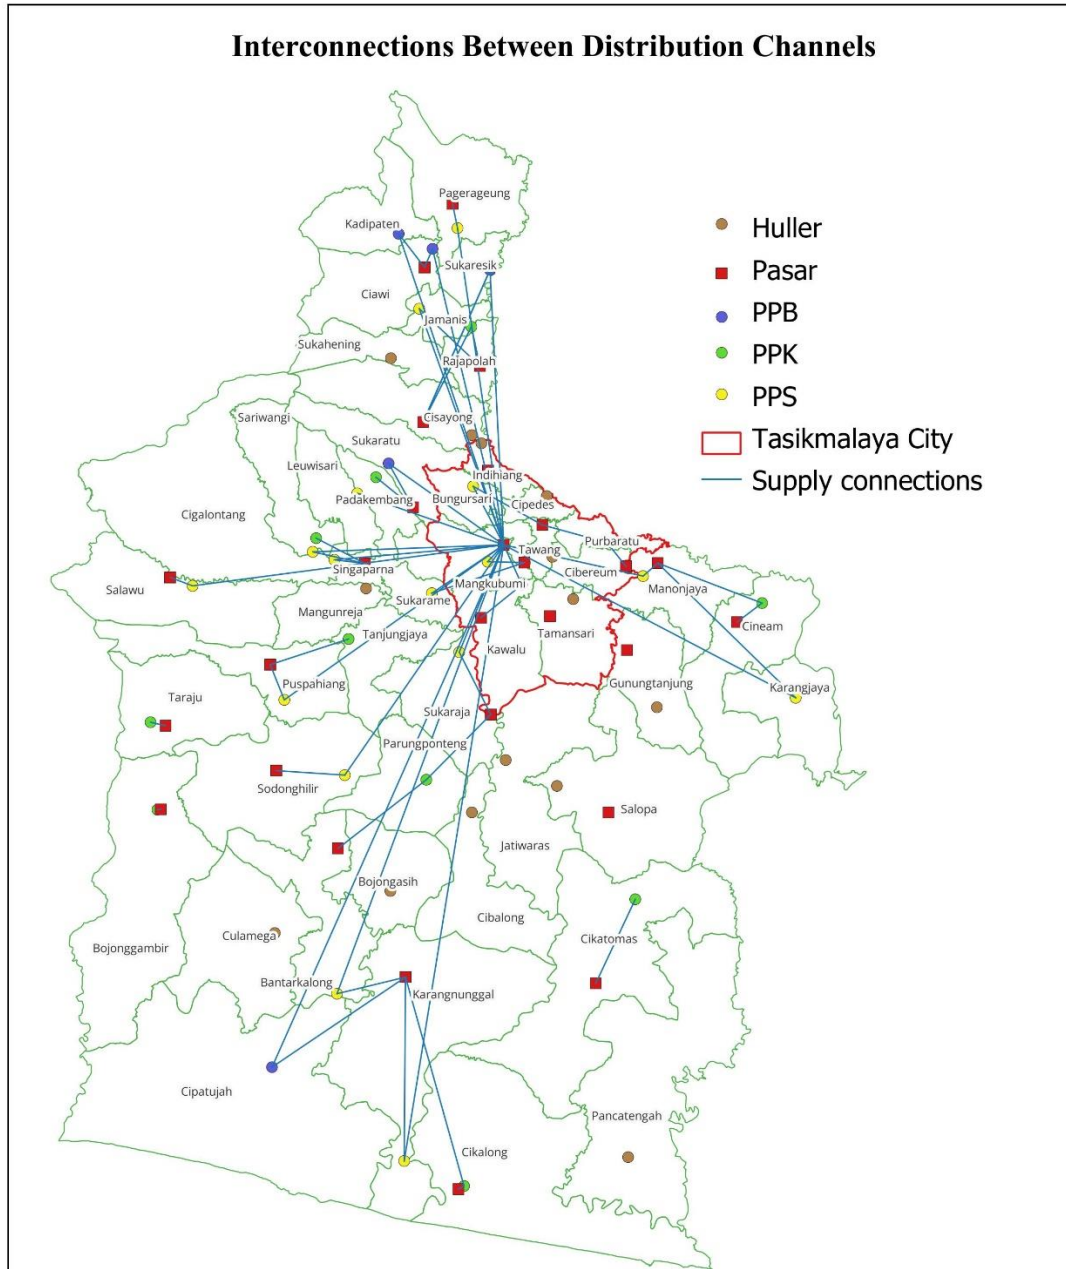 Interconnections Between Distribution Channels
Pagerageung
Kadipaten
Sukaresik
Ciawi
Jamanis
Sukahening
Rajapolah
Cisayong
Sariwangi
Sukaratu
Leuwisari
Indihiang
Padakembang
Bungursari
Cipedes
Cigalontang
Purbaratu
Tawang
Singaparna
Mangkubumi
Cibereum
Manonjaya
Salawu
Sukarame
Mangunreja
Cineam
Tanjungjaya
Tamansari
Kawalu
Puspahiang
Gunungtanjung
Karangjaya
Taraju
Sukaraja
Parungponteng
Sodonghilir
Salopa
Jatiwaras
Bojongasih
Cibalong
Culamega
Cikatomas
Bojonggambir
Bantarkalong
Karangnunggal
Cipatujah
Pancatengah
Cikalong
Huller
Pasar
PPB
PPK
PPS
Tasikmalaya City
Supply connections